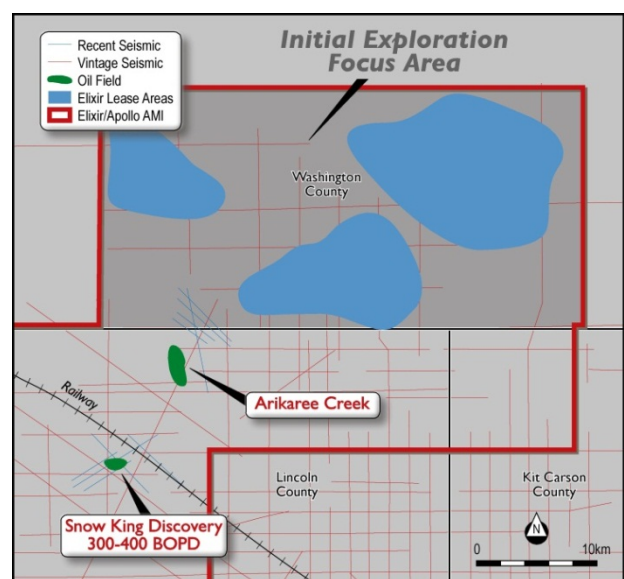 Recent Seismic
Vintage Seismic
Oil Field
Elixir Lease Areas
Elixir/Apollo AMI
Initial Exploration
Focus Area
Washington
County
Arikaree Creek
Railway
Snow King Discovery
300-400 BOPD
Lincoln
County
Kit Carson
County
N
0 10km